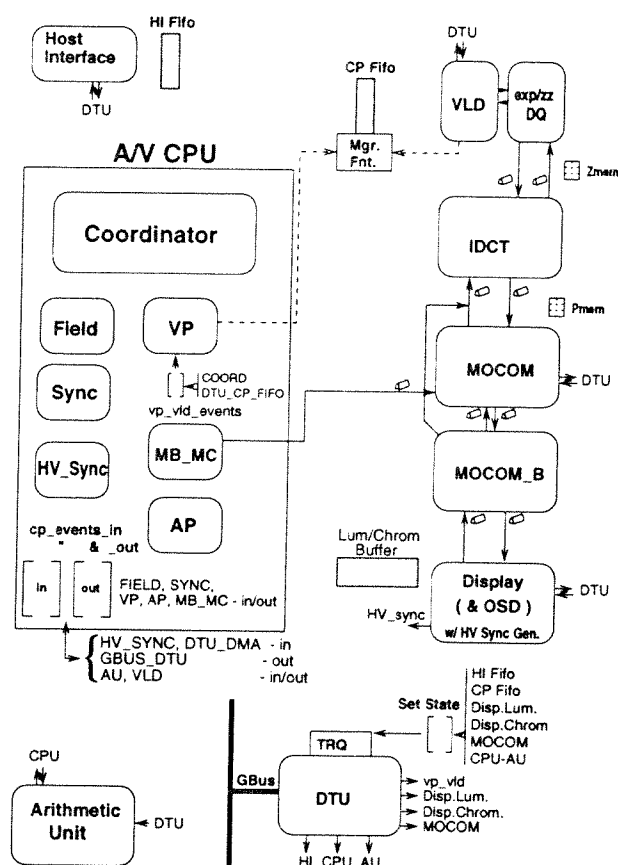 HI Fifo
Host
Interface
DTU
CP Fifo
DTU
VLD
exp/zz
DQ
Mgr.
Fnt.
Zmem
A/V CPU
Coordinator
IDCT
Pmem
Field
VP
MOCOM
DTU
COORD
DTU_CP_FIFO
vp_vld_events
Sync
MB_MC
HV_Sync
MOCOM_B
AP
cp_events_in
" & _out
Lum/Chrom
Buffer
in
out
FIELD, SYNC,
VP, AP, MB_MC - in/out
Display
( & OSD )
w/ HV Sync Gen.
DTU
HV_sync
HV_SYNC, DTU_DMA - in
GBUS_DTU - out
AU, VLD - in/out
HI Fifo
CP Fifo
Disp.Lum.
Disp.Chrom
MOCOM
CPU-AU
Set State
TRQ
CPU
GBus
DTU
vp_vld
Disp.Lum.
Disp.Chrom.
MOCOM
Arithmetic
Unit
DTU
HI CPU AU